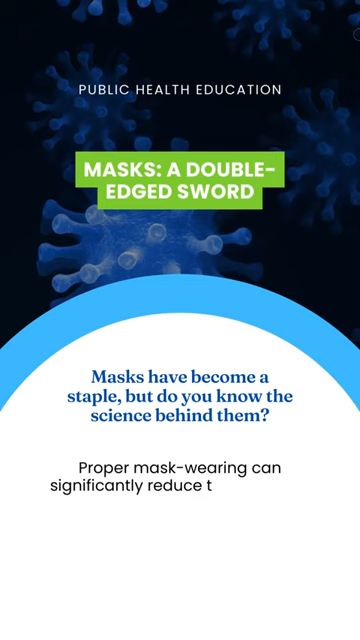 PUBLIC HEALTH EDUCATION
MASKS: A DOUBLE-
EDGED SWORD
Masks have become a
staple, but do you know the
science behind them?
Proper mask-wearing can
significantly reduce t